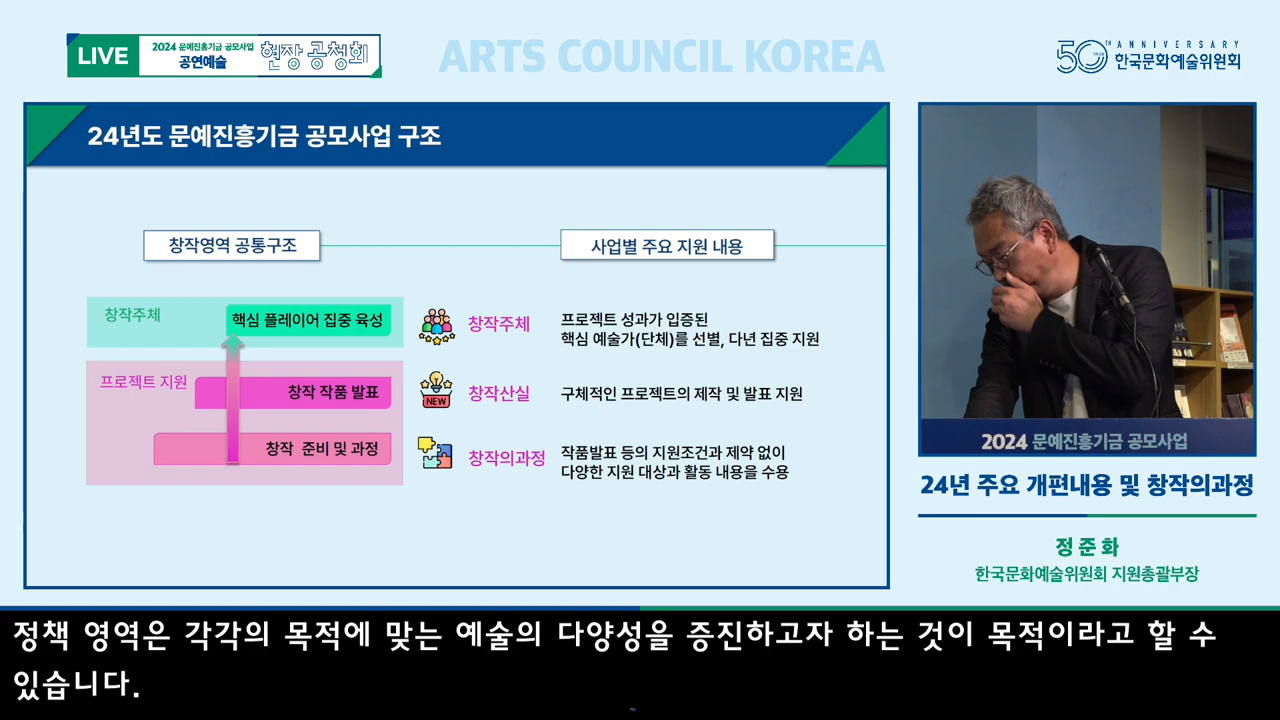 LIVE
2024 문예진흥기금 공모사업
공연예술
현장 공청회
ARTS COUNCIL KOREA
50
TH ANNIVERSARY
한국문화예술위원회
24년도 문예진흥기금 공모사업 구조
창작영역 공통구조
사업별 주요 지원 내용
창작주체
핵심 플레이어 집중 육성
프로젝트 지원
창작 작품 발표
창작 준비 및 과정
창작주체
프로젝트 성과가 입증된
핵심 예술가(단체)를 선별, 다년 집중 지원
NEW
창작산실
구체적인 프로젝트의 제작 및 발표 지원
창작의과정
작품발표 등의 지원조건과 제약 없이
다양한 지원 대상과 활동 내용을 수용
2024 문예진흥기금 공모사업
24년 주요 개편내용 및 창작의과정
정준화
한국문화예술위원회 지원총괄부장
정책 영역은 각각의 목적에 맞는 예술의 다양성을 증진하고자 하는 것이 목적이라고 할 수
있습니다.